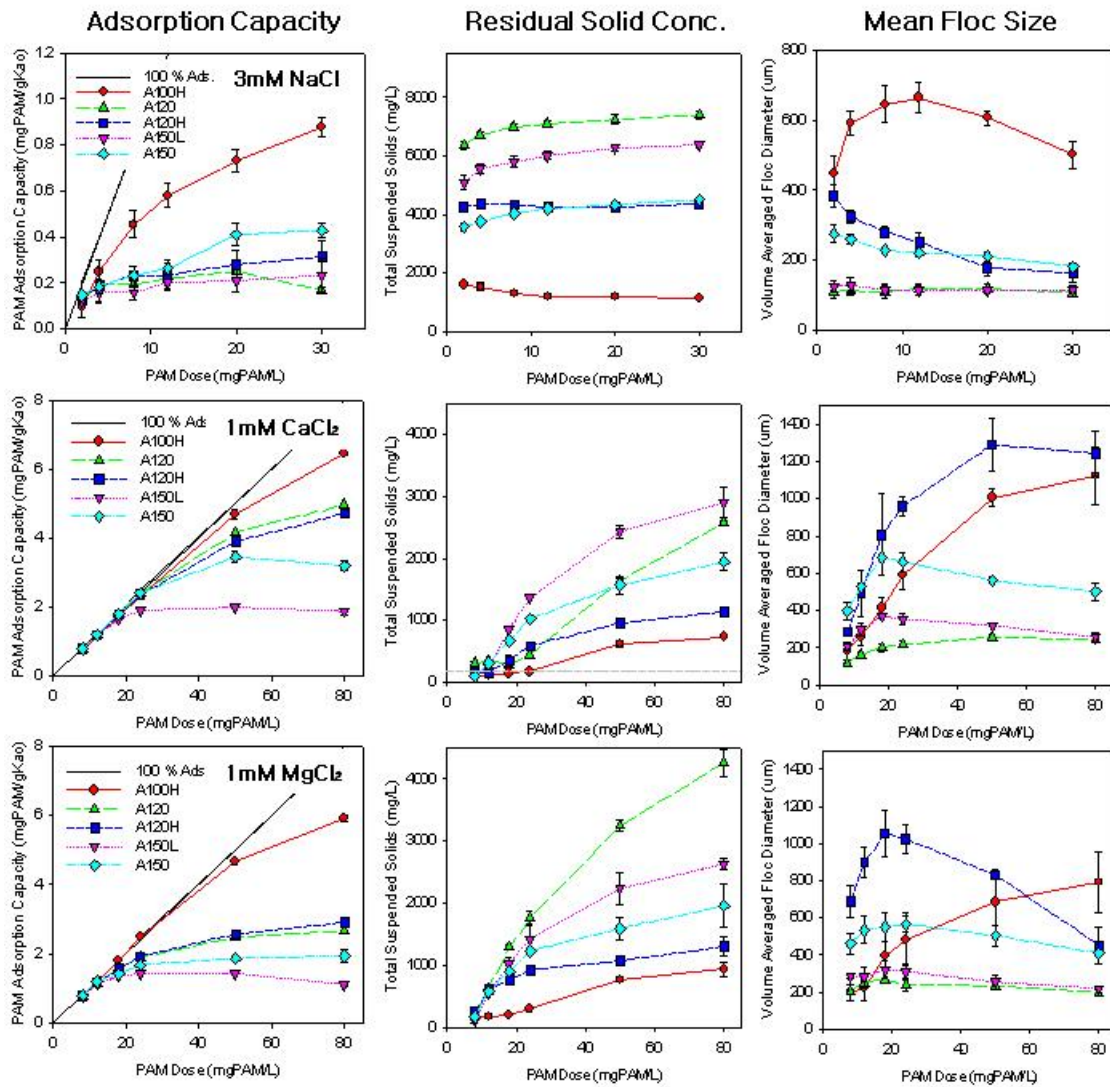 Adsorption Capacity
Residual Solid Conc.
Mean Floc Size
PAM Adsorption Capacity (mgPAM/gKao)
1.2
1.0
0.8
0.6
0.4
0.2
0.0
100 % Ads.
A100H
A120
A120H
A150L
A150
3mM NaCl
0 10 20 30
PAM Dose (mgPAM/L)
Total Suspended Solids (mg/L)
8000
6000
4000
2000
0
0 10 20 30
PAM Dose (mgPAM/L)
Volume Averaged Floc Diameter (um)
800
600
400
200
0
0 10 20 30
PAM Dose (mgPAM/L)
PAM Adsorption Capacity (mgPAM/gKao)
8
6
4
2
0
100 % Ads
A100H
A120
A120H
A150L
A150
1mM CaCl₂
0 20 40 60 80
PAM Dose (mgPAM/L)
Total Suspended Solids (mg/L)
4000
3000
2000
1000
0
0 10 20 30 40 50 60 70 80
PAM Dose (mgPAM/L)
Volume Averaged Floc Diameter (um)
1400
1200
1000
800
600
400
200
0
0 20 40 60 80
PAM Dose (mgPAM/L)
PAM Adsorption Capacity (mgPAM/gKao)
8
6
4
2
0
100 % Ads
A100H
A120
A120H
A150L
A150
1mM MgCl₂
0 20 40 60 80
PAM Dose (mgPAM/L)
Total Suspended Solids (mg/L)
4000
3000
2000
1000
0
0 10 20 30 40 50 60 70 80
PAM Dose (mgPAM/L)
Volume Averaged Floc Diameter (um)
1400
1200
1000
800
600
400
200
0
0 20 40 60 80
PAM Dose (mgPAM/L)